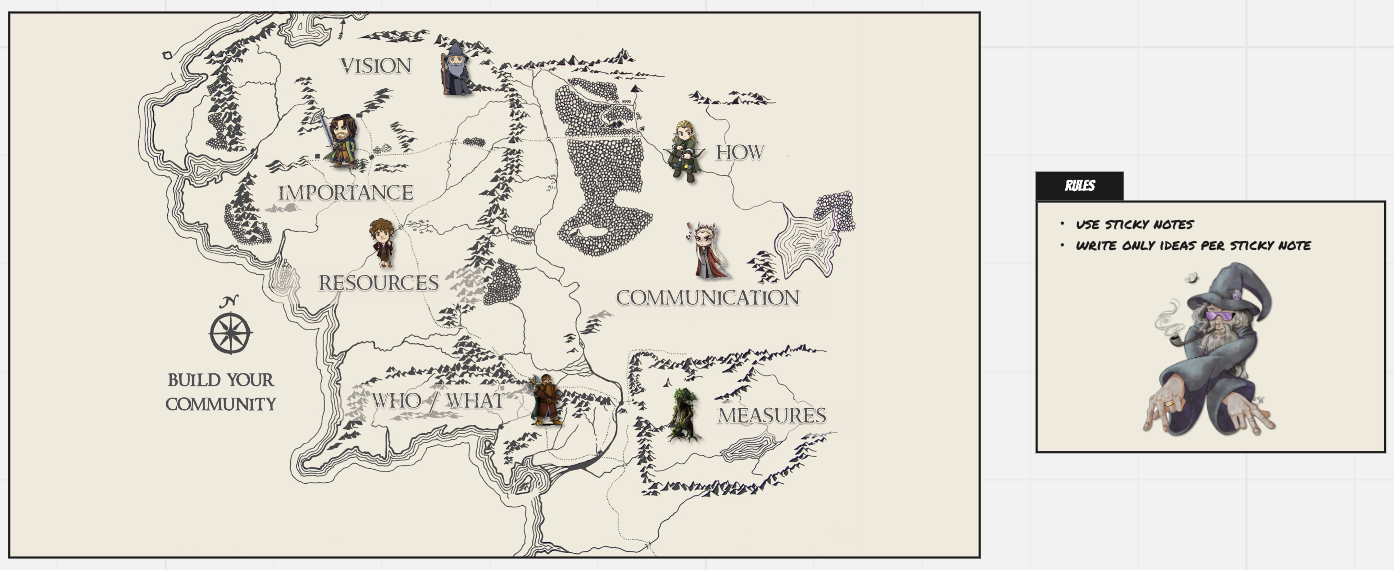 VISION
IMPORTANCE
HOW
RESOURCES
COMMUNICATION
N
BUILD YOUR
COMMUNITY
WHO / WHAT
MEASURES
RULES
• USE STICKY NOTES
• WRITE ONLY IDEAS PER STICKY NOTE